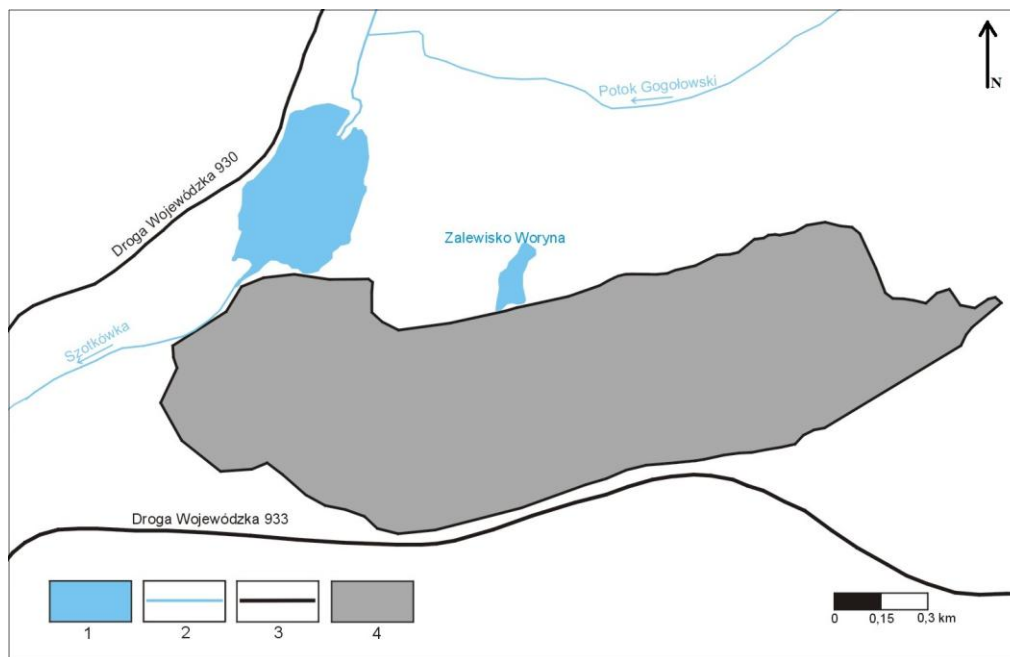 N
Potok Gogołowski
Droga Wojewódzka 930
Zalewisko Woryna
Szotkówka
Droga Wojewódzka 933
1 2 3 4
0 0,15 0,3 km